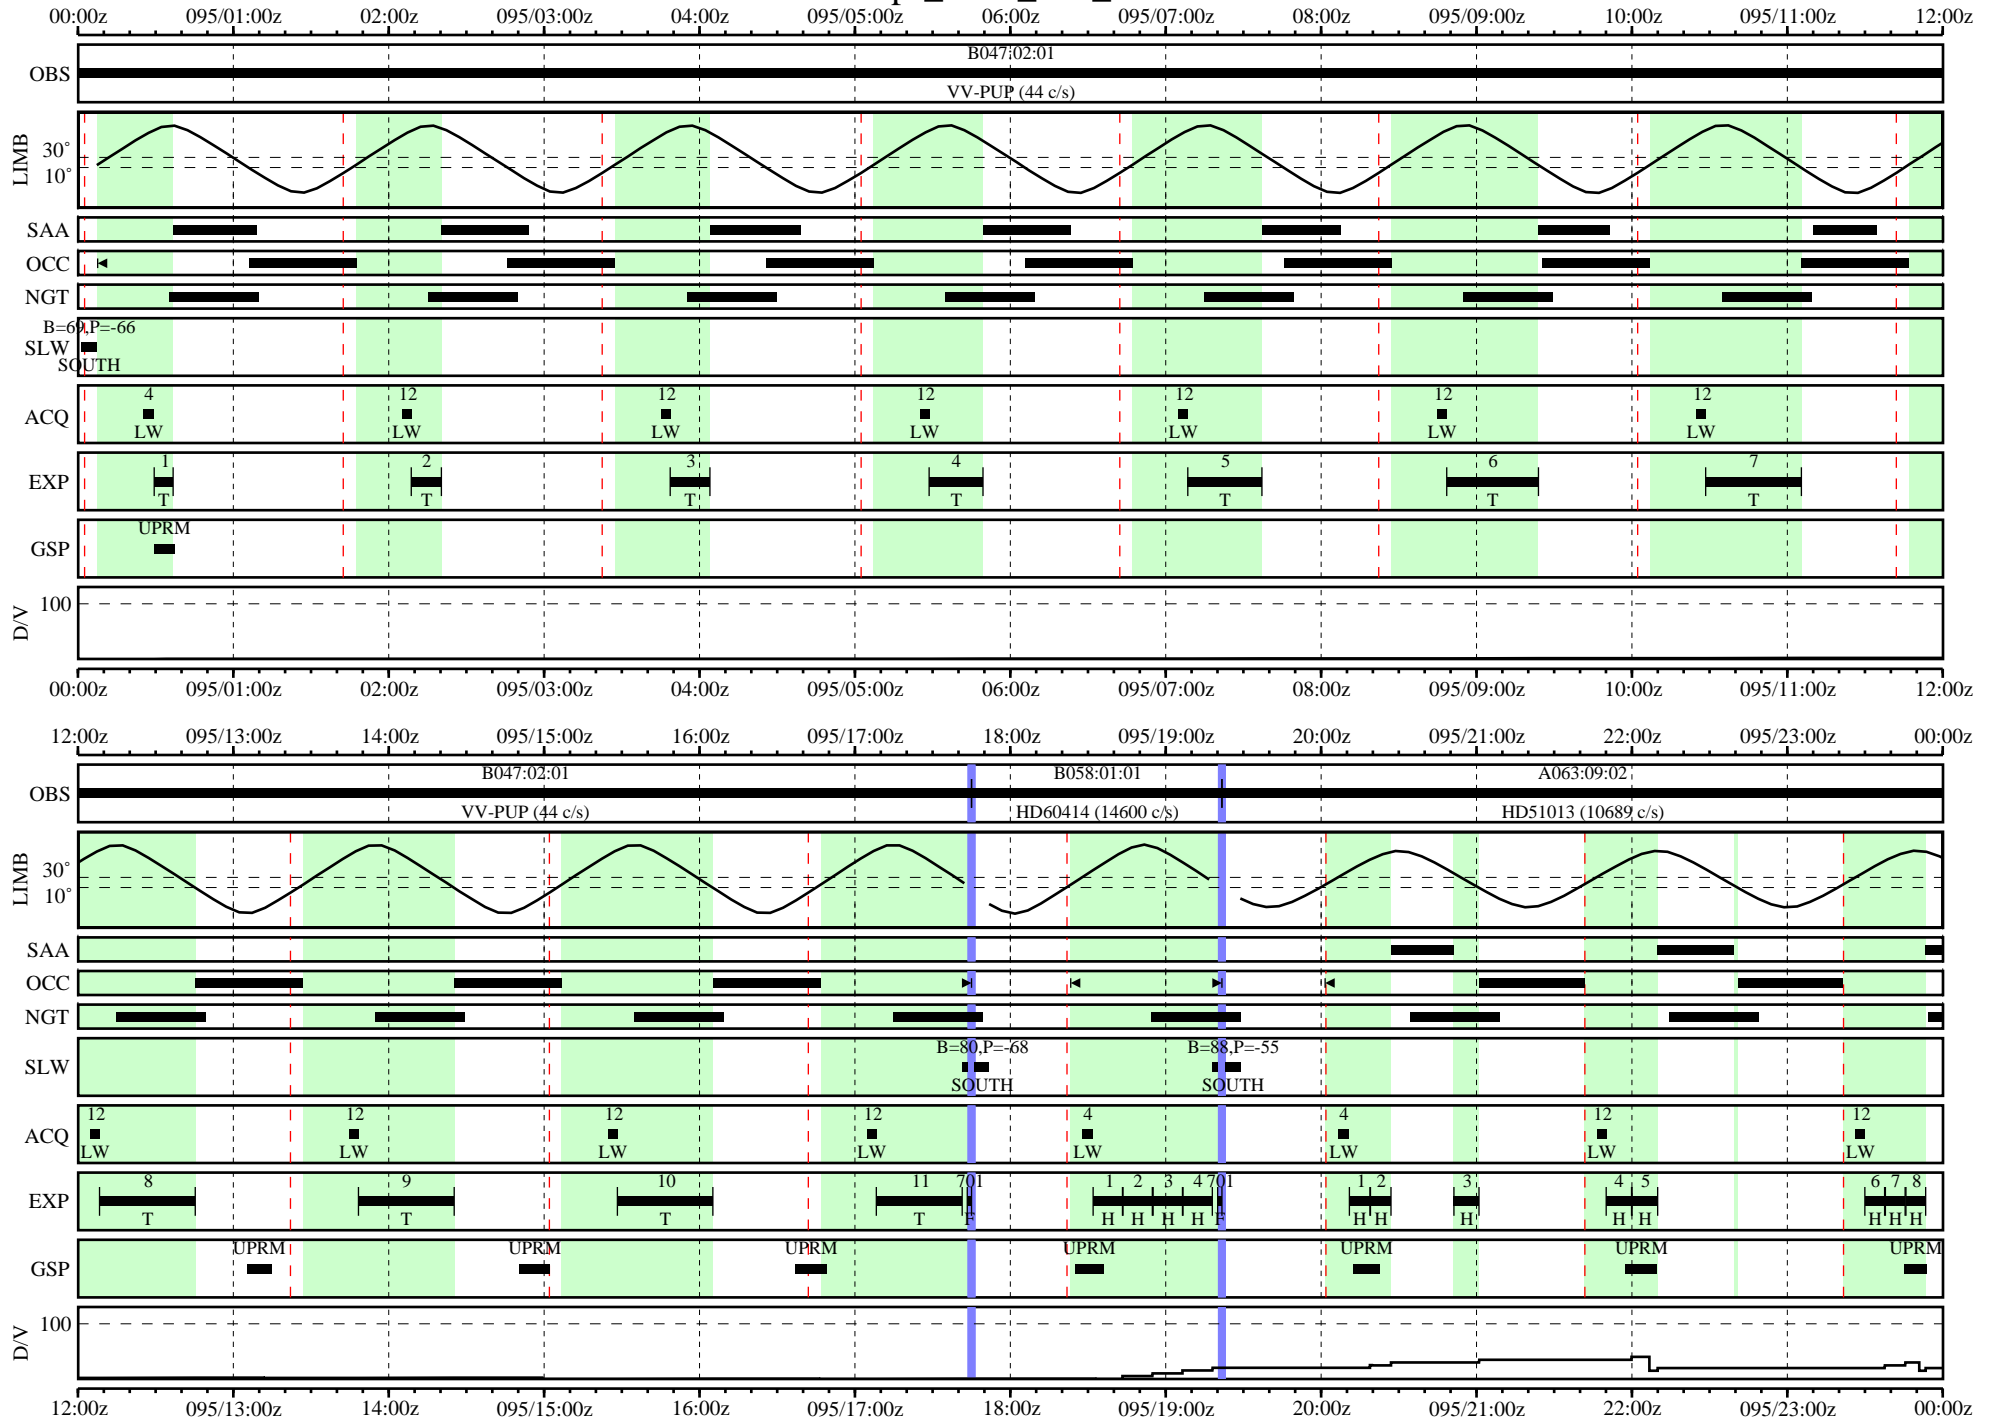 00:00z 095/01:00z 02:00z 095/03:00z 04:00z 095/05:00z 06:00z 095/07:00z 08:00z 095/09:00z 10:00z 095/11:00z 12:00z
B047:02:01
OBS
VV-PUP (44 c/s)
LIMB
30°
10°
SAA
OCC
NGT
B=69,P=-66
SLW
SOUTH
4 12 12 12 12 12 12
ACQ
LW LW LW LW LW LW LW
1 2 3 4 5 6 7
EXP
T T T T T T T
UPRM
GSP
D/V
100
00:00z 095/01:00z 02:00z 095/03:00z 04:00z 095/05:00z 06:00z 095/07:00z 08:00z 095/09:00z 10:00z 095/11:00z 12:00z
12:00z 095/13:00z 14:00z 095/15:00z 16:00z 095/17:00z 18:00z 095/19:00z 20:00z 095/21:00z 22:00z 095/23:00z 00:00z
B047:02:01 B058:01:01 A063:09:02
OBS
VV-PUP (44 c/s) HD60414 (14600 c/s) HD51013 (10689 c/s)
LIMB
30°
10°
SAA
OCC
NGT
B=80,P=-68 B=88,P=-55
SLW
SOUTH SOUTH
12 12 12 12 4 4 12 12
ACQ
LW LW LW LW LW LW LW LW
8 9 10 11 701 1 2 3 4 701 1 2 3 4 5 6 7 8
EXP
T T T T F H H H H F H H H H H H H H
UPRM UPRM UPRM UPRM UPRM UPRM UPRM
GSP
D/V
100
12:00z 095/13:00z 14:00z 095/15:00z 16:00z 095/17:00z 18:00z 095/19:00z 20:00z 095/21:00z 22:00z 095/23:00z 00:00z